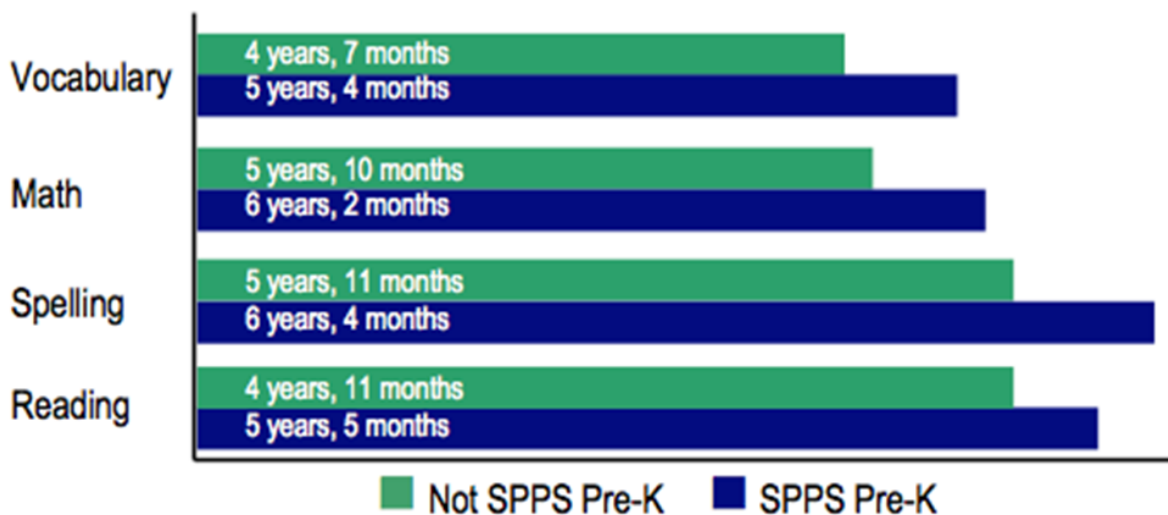 Vocabulary
4 years, 7 months
5 years, 4 months
Math
5 years, 10 months
6 years, 2 months
Spelling
5 years, 11 months
6 years, 4 months
Reading
4 years, 11 months
5 years, 5 months
Not SPPS Pre-K
SPPS Pre-K